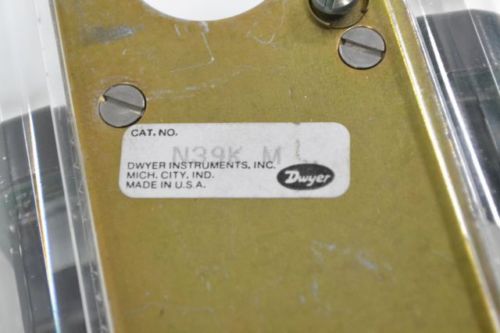 CAT. NO.
N39K M
DWYER INSTRUMENTS, INC.
MICH. CITY, IND.
MADE IN U.S.A.
Dwyer